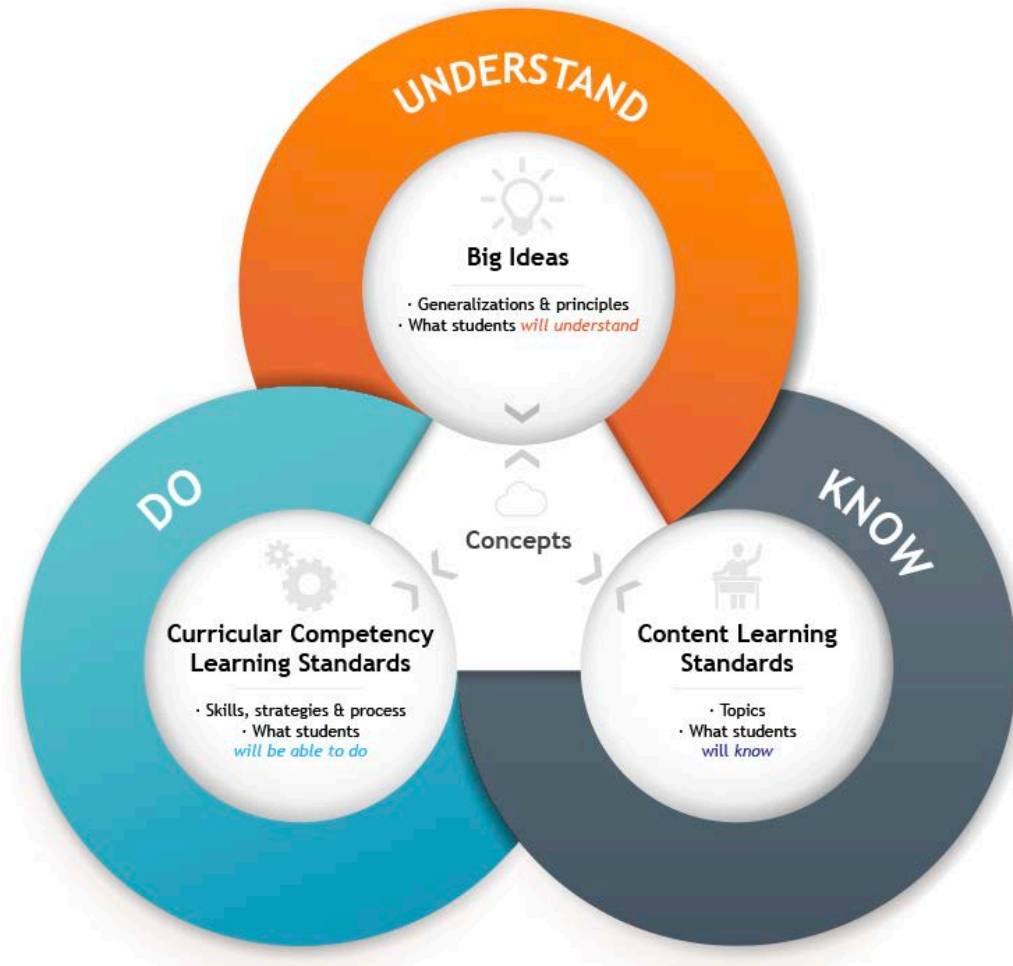 UNDERSTAND
Big Ideas
· Generalizations & principles
· What students will understand
Concepts
DO
Curricular Competency
Learning Standards
· Skills, strategies & process
· What students
will be able to do
KNOW
Content Learning
Standards
· Topics
· What students
will know